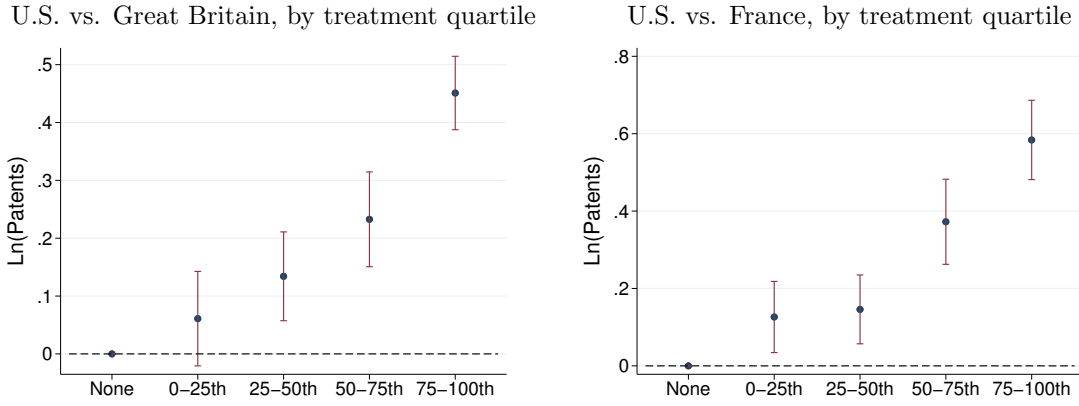 U.S. vs. Great Britain, by treatment quartile
Ln(Patents)
.5
.4
.3
.2
.1
0
None 0–25th 25–50th 50–75th 75–100th
U.S. vs. France, by treatment quartile
Ln(Patents)
.8
.6
.4
.2
0
None 0–25th 25–50th 50–75th 75–100th